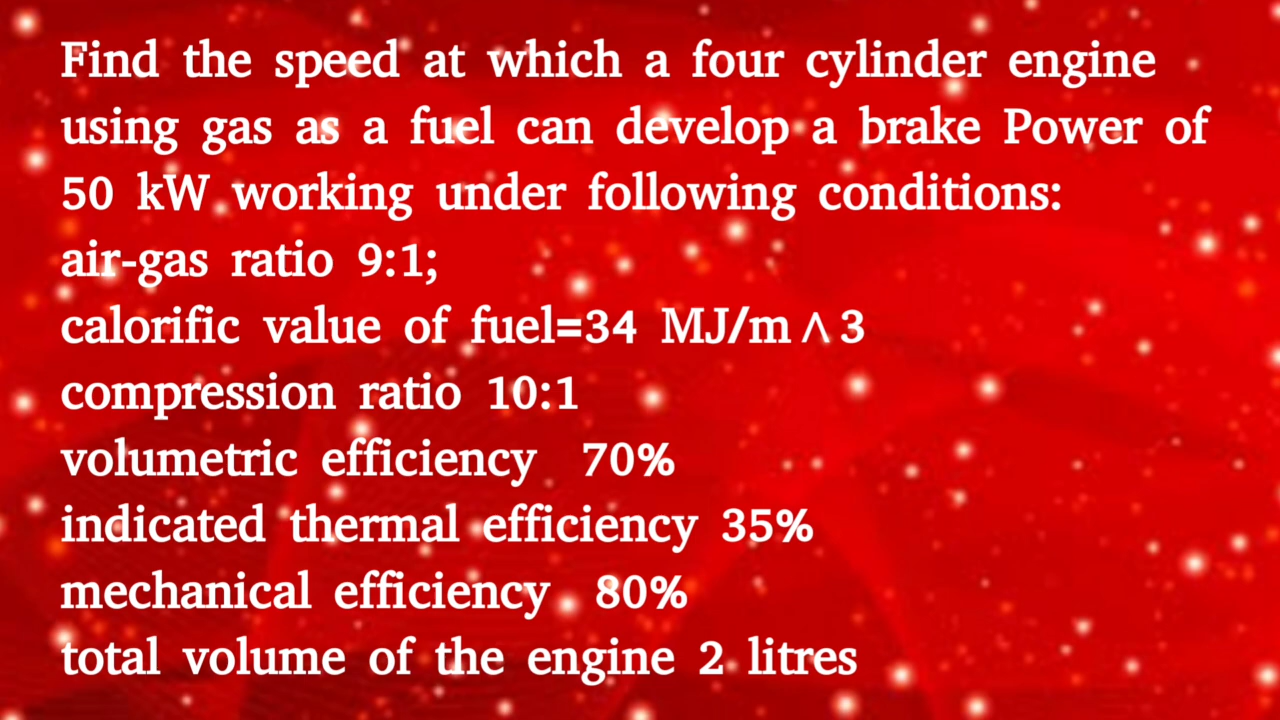 Find the speed at which a four cylinder engine
using gas as a fuel can develop a brake Power of
50 kW working under following conditions:
air-gas ratio 9:1;
calorific value of fuel=34 MJ/m∧3
compression ratio 10:1
volumetric efficiency 70%
indicated thermal efficiency 35%
mechanical efficiency 80%
total volume of the engine 2 litres